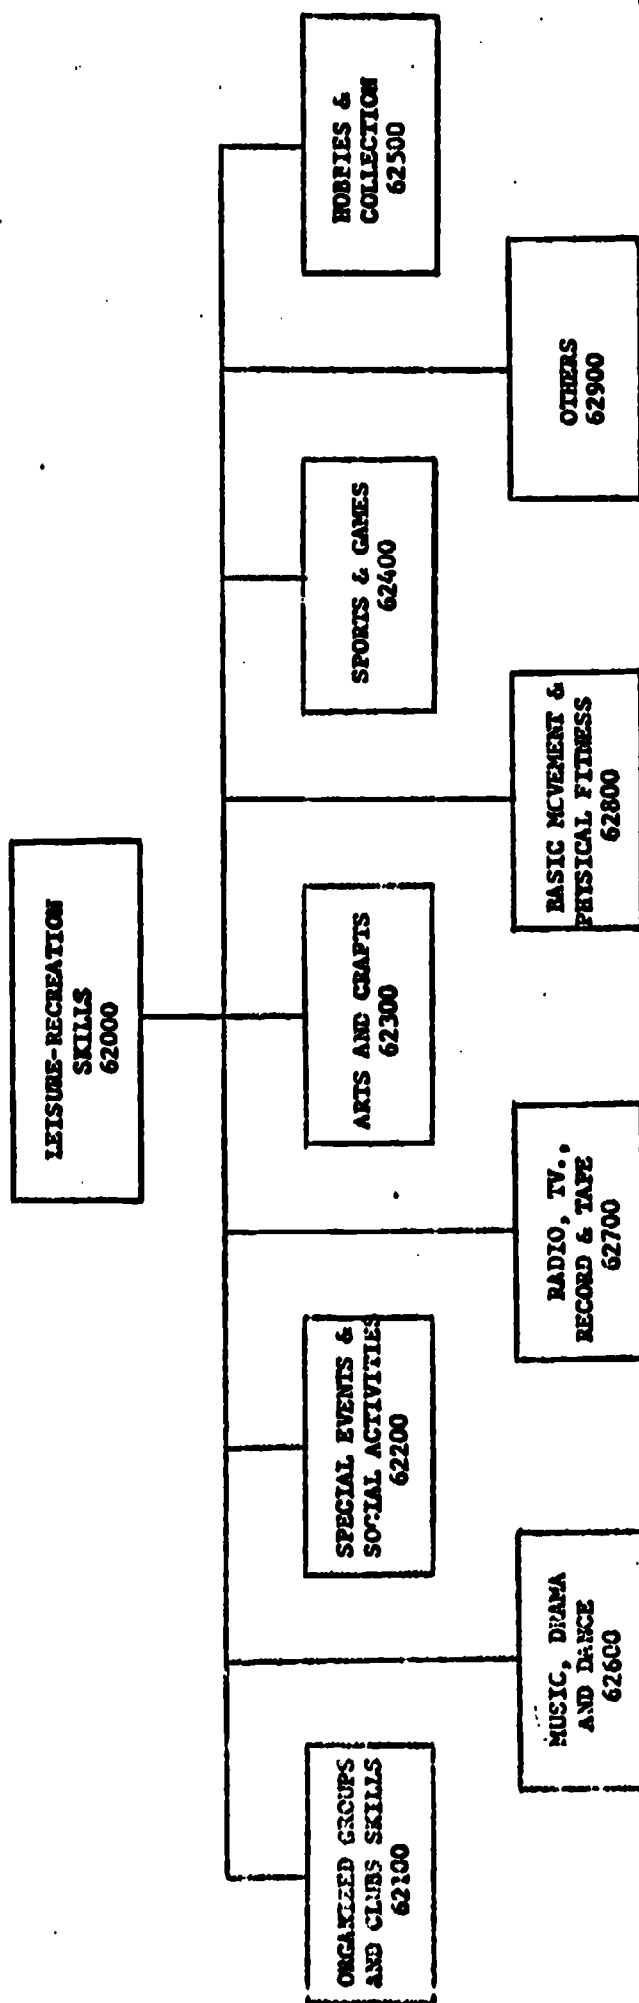 LEISURE-RECREATION
SKILLS
62000
ORGANIZED GROUPS
AND CLUBS SKILLS
62100
SPECIAL EVENTS &
SOCIAL ACTIVITIES
62200
ARTS AND CRAFTS
62300
SPORTS & GAMES
62400
HOBBIES &
COLLECTION
62500
MUSIC, DRAMA
AND DANCE
62600
RADIO, TV.,
RECORD & TAPE
62700
BASIC MOVEMENT &
PHYSICAL FITNESS
62800
OTHERS
62900